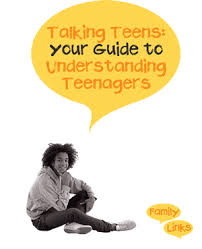 Talking Teens:
your Guide to
Understanding
Teenagers
Family
Links